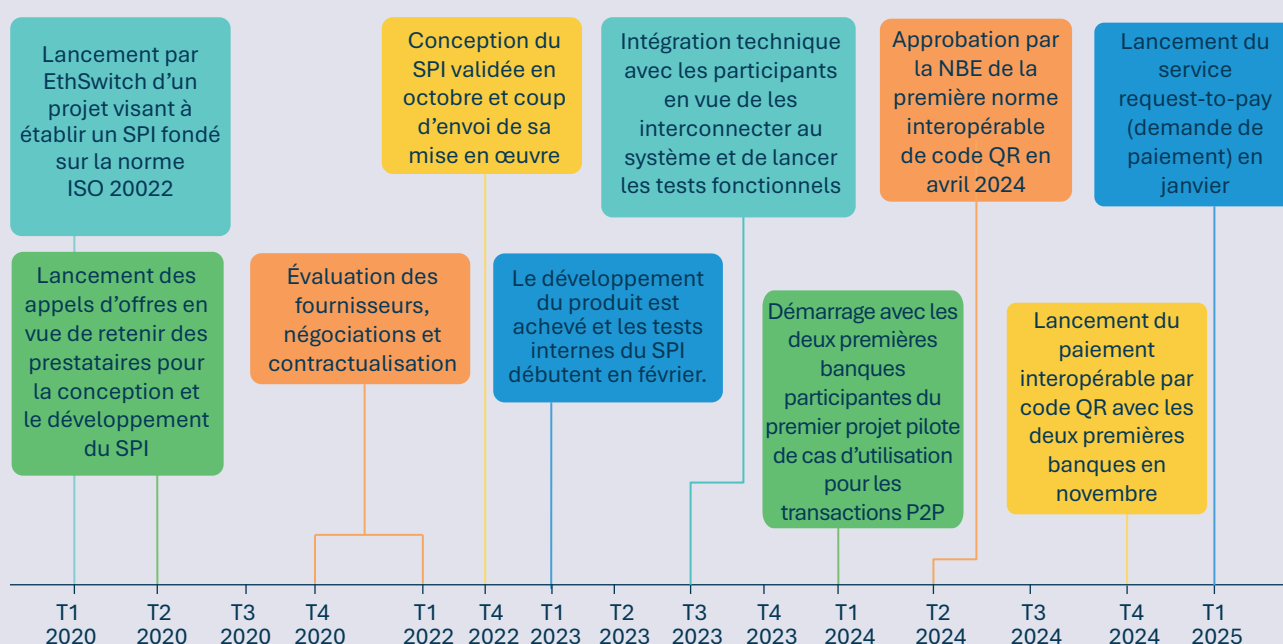 Lancement par
EthSwitch d’un
projet visant à
établir un SPI fondé
sur la norme
ISO 20022
Lancement des
appels d’offres en
vue de retenir des
prestataires pour
la conception et
le développement
du SPI
Évaluation des
fournisseurs,
négociations et
contractualisation
Conception du
SPI validée en
octobre et coup
d’envoi de sa
mise en œuvre
Le développement
du produit est
achevé et les tests
internes du SPI
débutent en février.
Intégration technique
avec les participants
en vue de les
interconnecter au
système et de lancer
les tests fonctionnels
Démarrage avec les
deux premières
banques
participantes du
premier projet pilote
de cas d’utilisation
pour les
transactions P2P
Approbation par
la NBE de la
première norme
interopérable
de code QR en
avril 2024
Lancement du
paiement
interopérable par
code QR avec les
deux premières
banques en
novembre
Lancement du
service
request-to-pay
(demande de
paiement) en
janvier
T1
2020
T2
2020
T3
2020
T4
2020
T1
2022
T4
2022
T1
2023
T2
2023
T3
2023
T4
2023
T1
2024
T2
2024
T3
2024
T4
2024
T1
2025